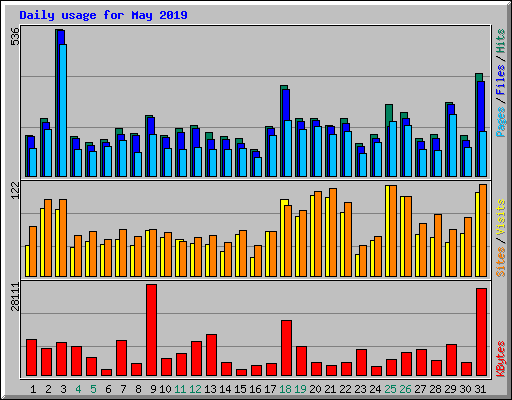 Daily usage for May 2019
536
Pages / Files / Hits
122
Sites / Visits
28111
KBytes
1 2 3 4 5 6 7 8 9 10 11 12 13 14 15 16 17 18 19 20 21 22 23 24 25 26 27 28 29 30 31